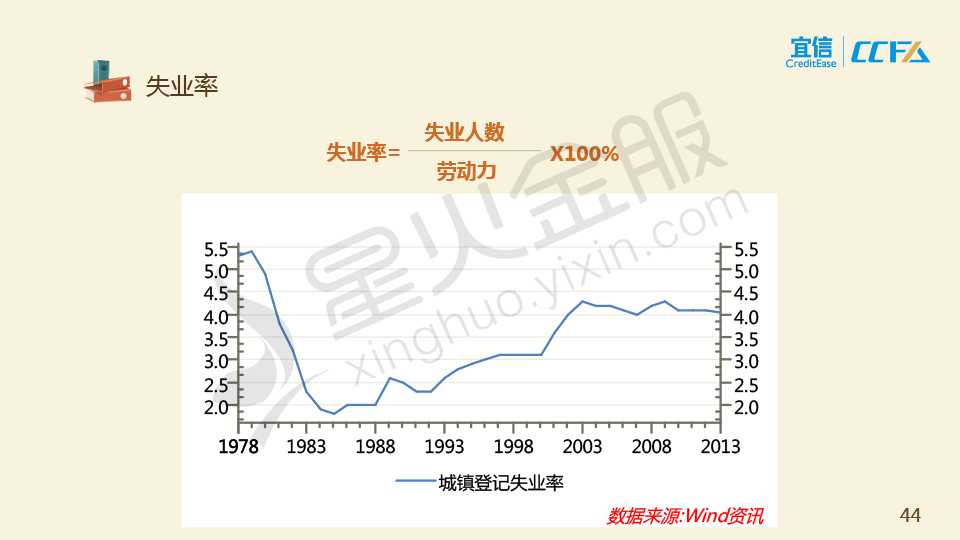 宜信
CreditEase
CCFA
失业率
失业人数
失业率=
X100%
劳动力
星火金服
xinghuo.yixin.com
5.5 5.5
5.0 5.0
4.5 4.5
4.0 4.0
3.5 3.5
3.0 3.0
2.5 2.5
2.0 2.0
1978 1983 1988 1993 1998 2003 2008 2013
城镇登记失业率
数据来源:Wind资讯
44